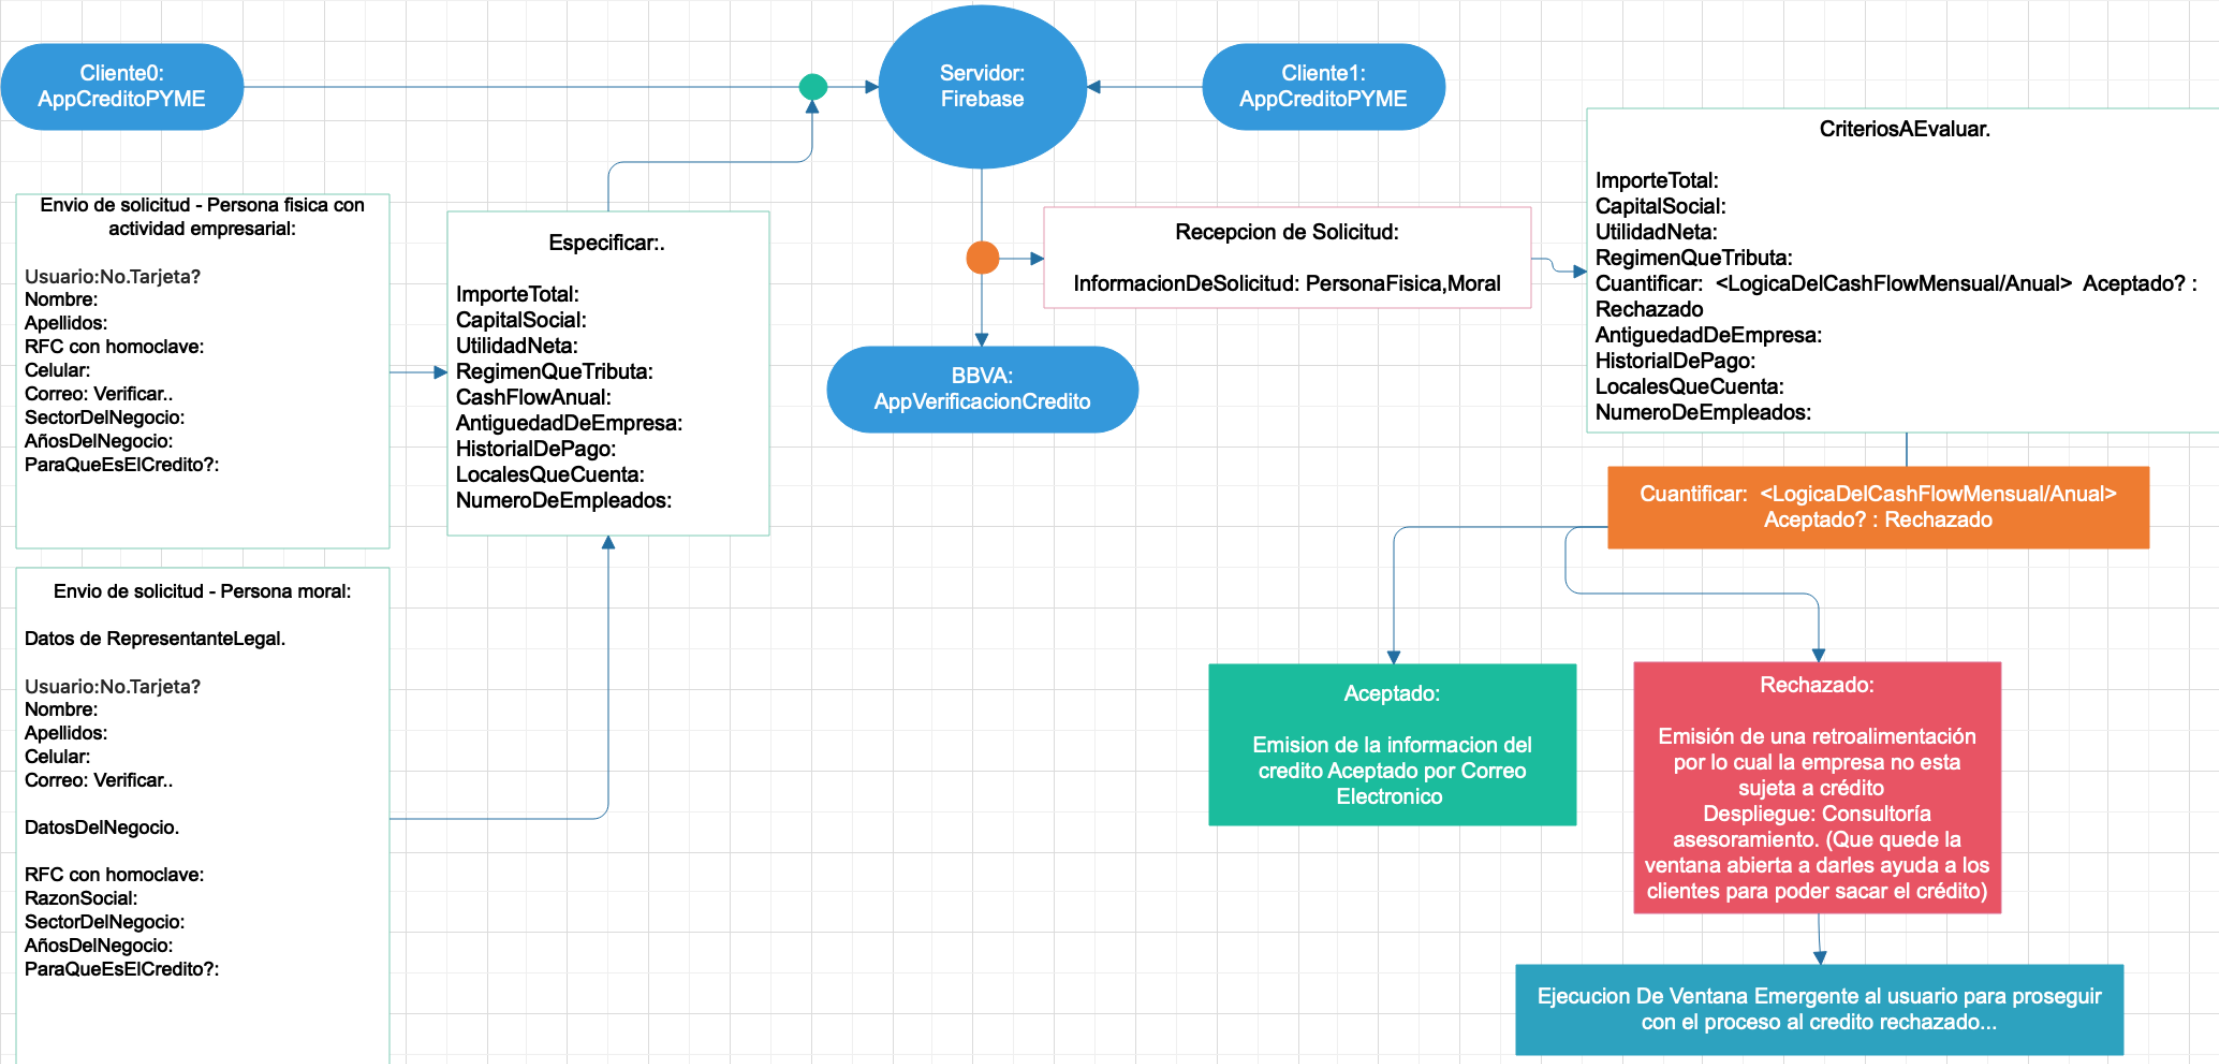 Cliente0:
AppCreditoPYME
Servidor:
Firebase
Cliente1:
AppCreditoPYME
Envio de solicitud - Persona fisica con
actividad empresarial:
Usuario:No.Tarjeta?
Nombre:
Apellidos:
RFC con homoclave:
Celular:
Correo: Verificar..
SectorDelNegocio:
AñosDelNegocio:
ParaQueEsElCredito?:
Envio de solicitud - Persona moral:
Datos de RepresentanteLegal.
Usuario:No.Tarjeta?
Nombre:
Apellidos:
Celular:
Correo: Verificar..
DatosDelNegocio.
RFC con homoclave:
RazonSocial:
SectorDelNegocio:
AñosDelNegocio:
ParaQueEsElCredito?:
Especificar:.
ImporteTotal:
CapitalSocial:
UtilidadNeta:
RegimenQueTributa:
CashFlowAnual:
AntiguedadDeEmpresa:
HistorialDePago:
LocalesQueCuenta:
NumeroDeEmpleados:
Recepcion de Solicitud:
InformacionDeSolicitud: PersonaFisica,Moral
BBVA:
AppVerificacionCredito
CriteriosAEvaluar.
ImporteTotal:
CapitalSocial:
UtilidadNeta:
RegimenQueTributa:
Cuantificar:  <LogicaDelCashFlowMensual/Anual>  Aceptado? :
Rechazado
AntiguedadDeEmpresa:
HistorialDePago:
LocalesQueCuenta:
NumeroDeEmpleados:
Cuantificar:  <LogicaDelCashFlowMensual/Anual>
Aceptado? : Rechazado
Aceptado:
Emision de la informacion del
credito Aceptado por Correo
Electronico
Rechazado:
Emisión de una retroalimentación
por lo cual la empresa no esta
sujeta a crédito
Despliegue: Consultoría
asesoramiento. (Que quede la
ventana abierta a darles ayuda a los
clientes para poder sacar el crédito)
Ejecucion De Ventana Emergente al usuario para proseguir
con el proceso al credito rechazado...